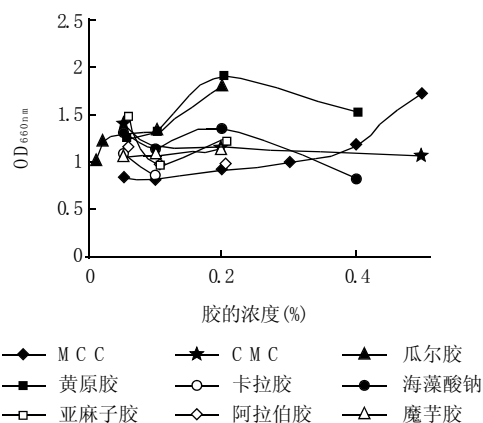 2.5
2
1.5
1
0.5
0
OD660nm
0 0.2 0.4
胶的浓度(%)
MCC CMC 瓜尔胶
黄原胶 卡拉胶 海藻酸钠
亚麻子胶 阿拉伯胶 魔芋胶